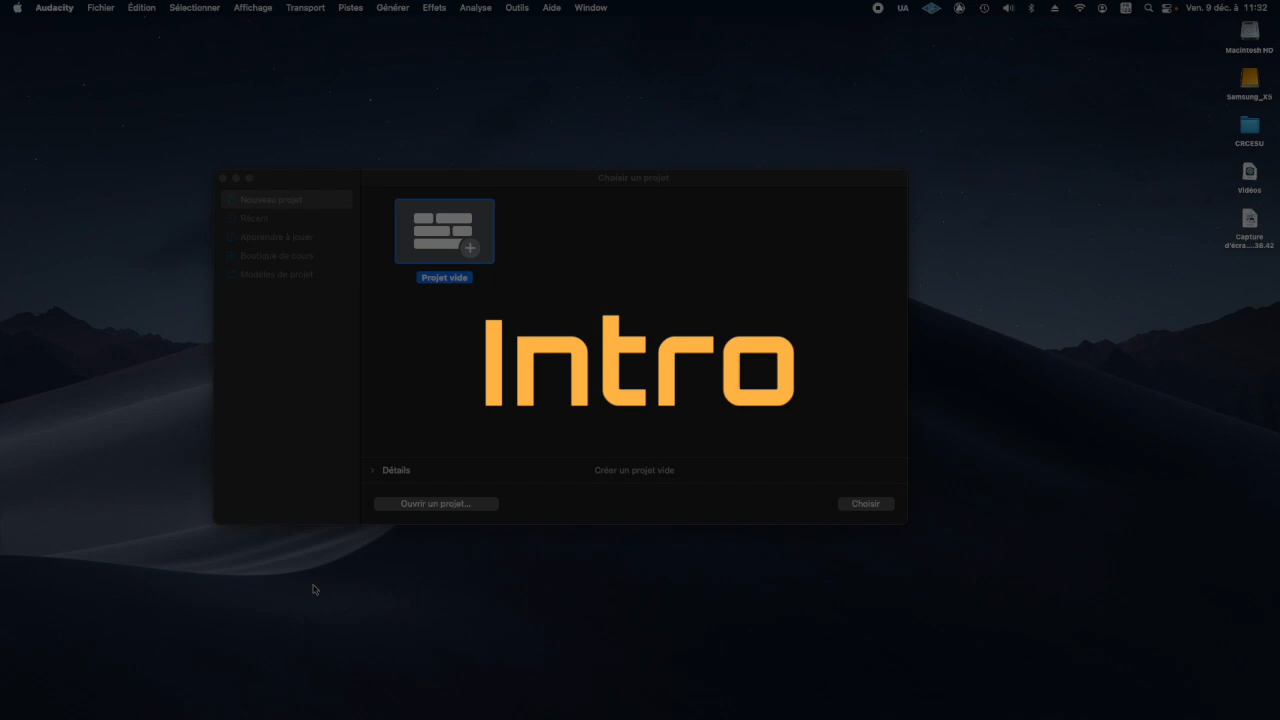 Audacity Fichier Édition Sélectionner Affichage Transport Pistes Générer Effets Analyse Outils Aide Window UA Ven. 9 déc. à 11:32
Macintosh HD
Samsung_X5
CRCESU
Vidéos
Capture
d'écra....36.42
Choisir un projet
Nouveau projet
Récent
Apprendre à jouer
Boutique de cours
Modèles de projet
Projet vide
Intro
Détails
Créer un projet vide
Ouvrir un projet...
Choisir